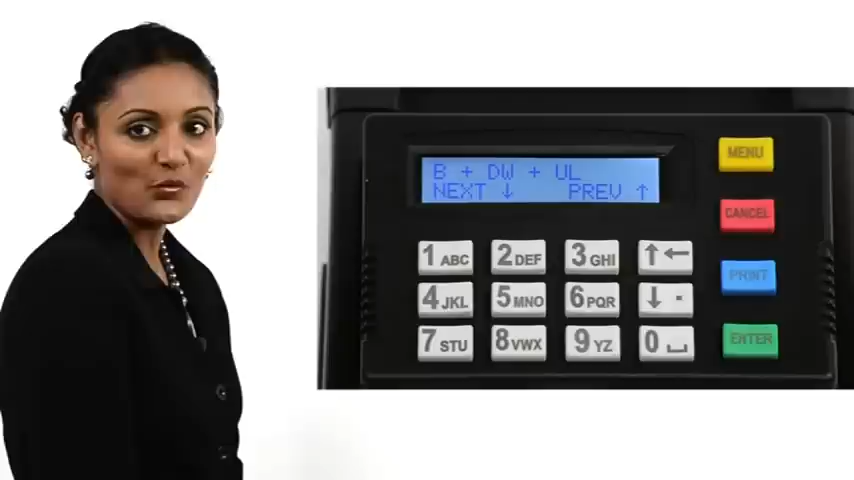 B + DW + UL
NEXT ↓ PREV ↑
MENU
CANCEL
PRINT
ENTER
1 ABC 2 DEF 3 GHI ↑ ←
4 JKL 5 MNO 6 PQR ↓ ·
7 STU 8 VWX 9 YZ 0 ⎵